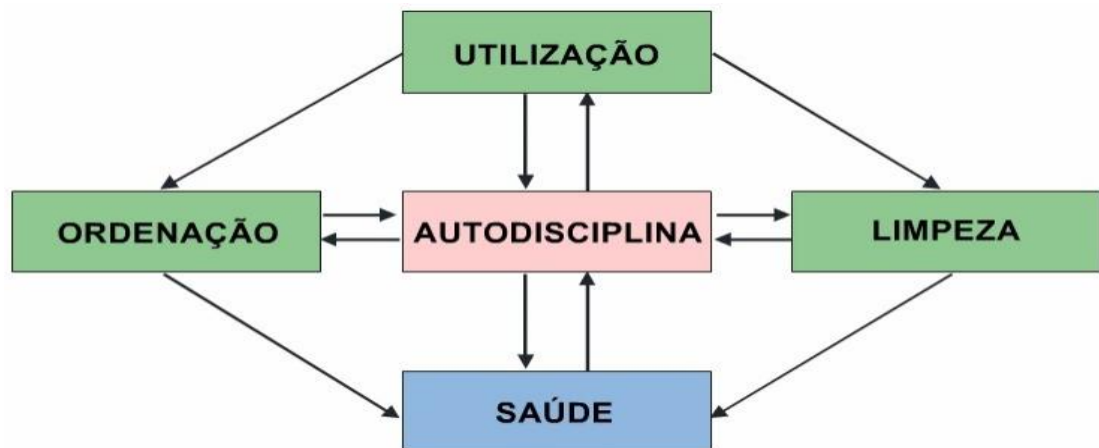 UTILIZAÇÃO
ORDENAÇÃO
AUTODISCIPLINA
LIMPEZA
SAÚDE